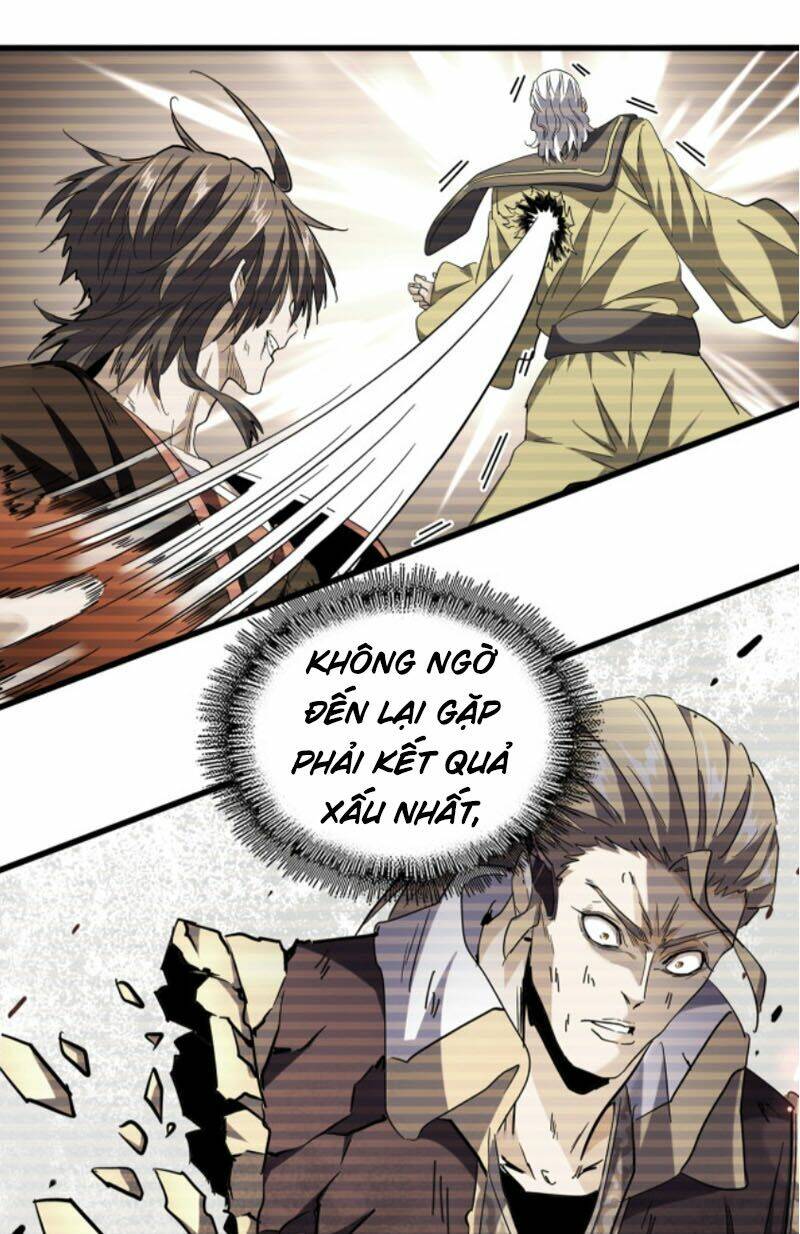 KHÔNG NGỜ
ĐẾN LẠI GẶP
PHẢI KẾT QUẢ
XẤU NHẤT,